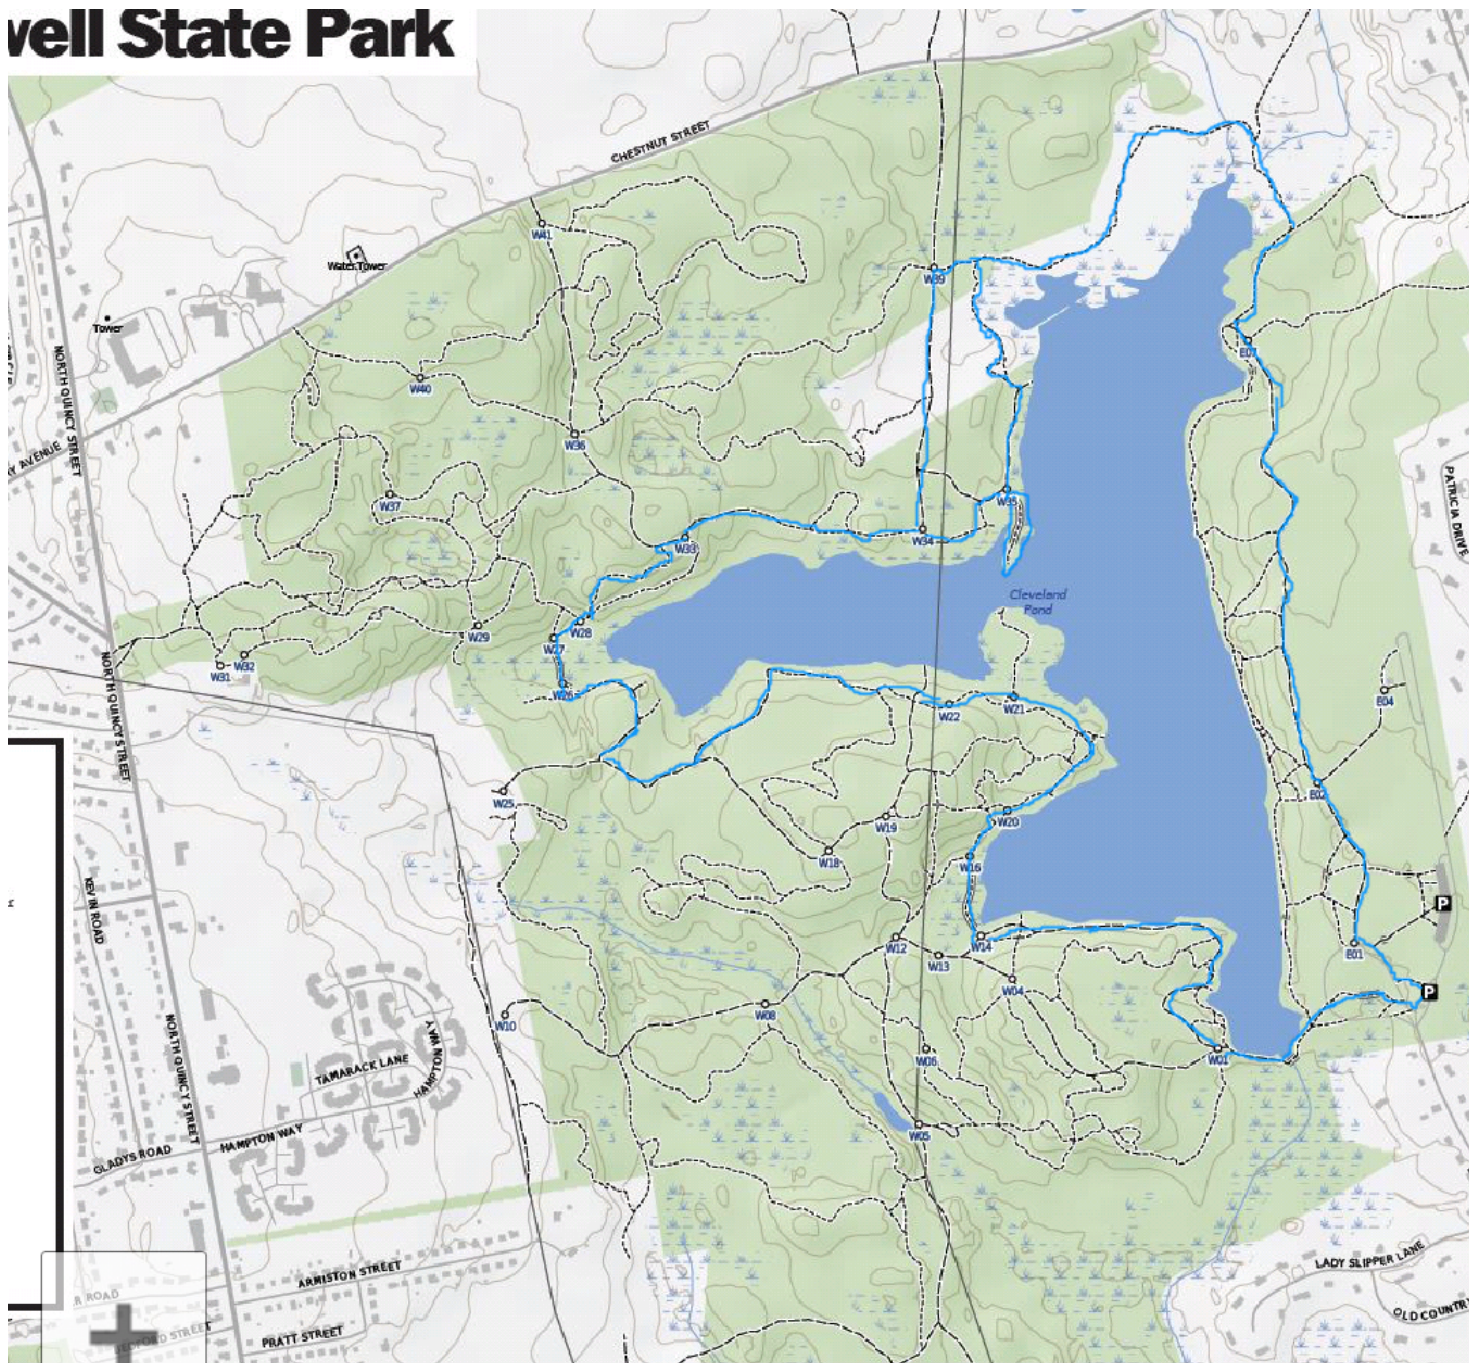 well State Park
CHESTNUT STREET
W41
Water Tower
W39
Tower
NORTH QUINCY STREET
E07
W40
W36
AVENUE
W37
W35
PATRICIA DRIVE
W34
W33
Cleveland
Pond
W28
W29
W27
W32
W31
NORTH QUINCY STREET
W26
E04
W21
W22
W25
E02
W20
W19
W18
W16
KEVIN ROAD
P
W12
W14
E01
W13
W04
P
W08
W10
NORTH QUINCY STREET
HAMPTON WAY
W06
W01
TAMARACK LANE
W05
HAMPTON WAY
GLADYS ROAD
LADY SLIPPER LANE
ARMISTON STREET
ROAD
OLD COUNTRY
STREET
PRATT STREET